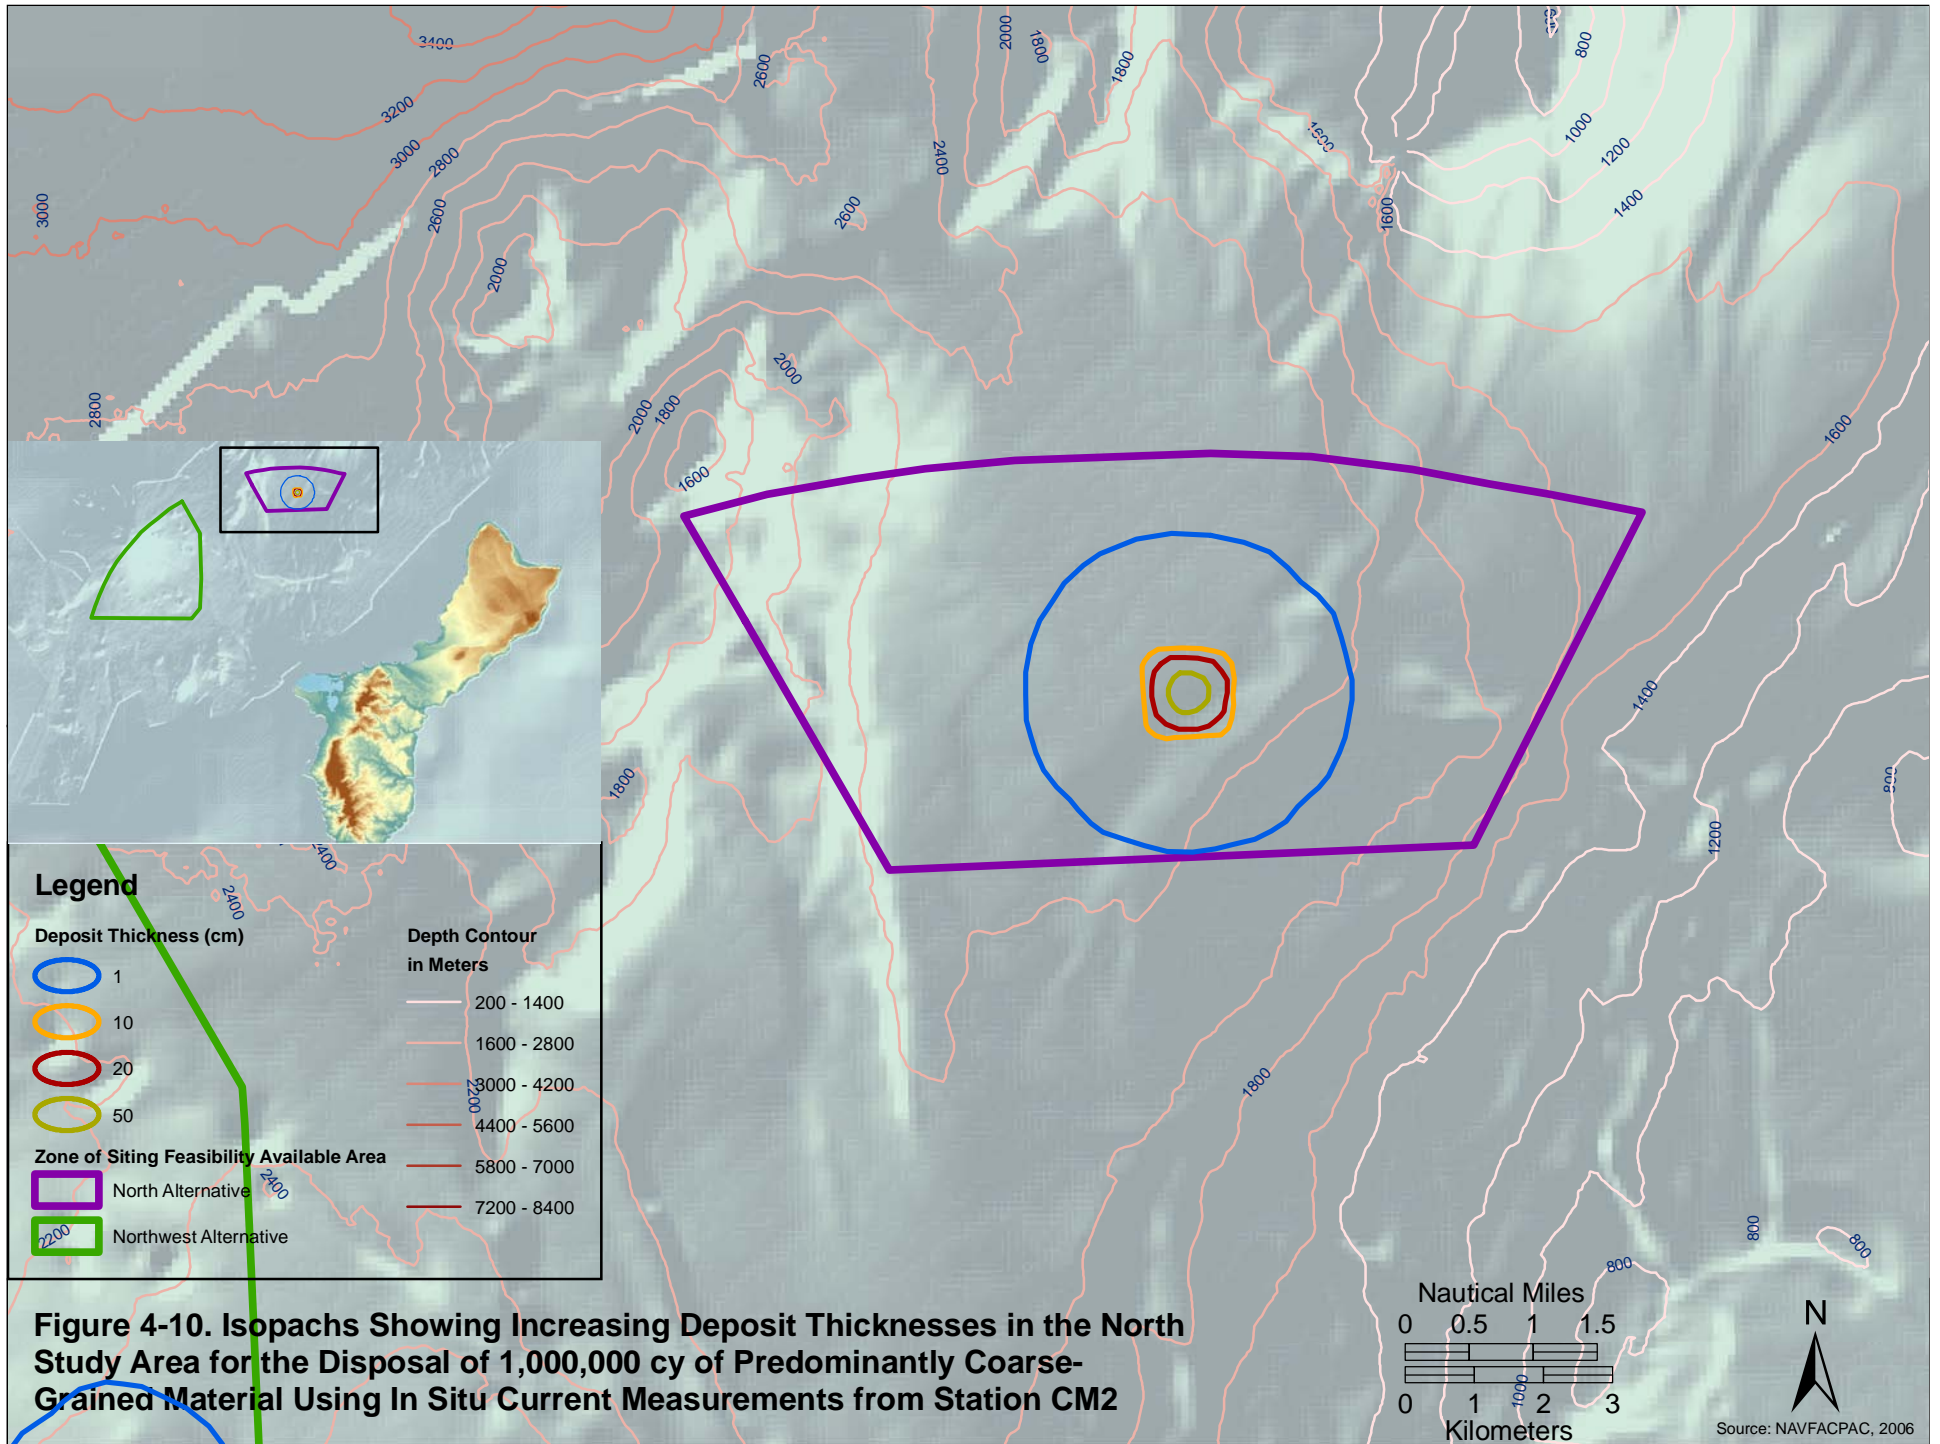 3400
2000
1800
1800
2600
800
3200
3000
2800
2400
1600
1000
1200
1400
3000
2600
2600
1600
2000
2000
2800
2000
1800
1600
1600
1400
1800
800
1200
2400
2400
2200
2400
2200
1800
800
800
800
1000
Legend
Deposit Thickness (cm)
1
10
20
50
Zone of Siting Feasibility Available Area
North Alternative
Northwest Alternative
Depth Contour
in Meters
200 - 1400
1600 - 2800
3000 - 4200
4400 - 5600
5800 - 7000
7200 - 8400
Figure 4-10. Isopachs Showing Increasing Deposit Thicknesses in the North
Study Area for the Disposal of 1,000,000 cy of Predominantly Coarse-
Grained Material Using In Situ Current Measurements from Station CM2
Nautical Miles
0 0.5 1 1.5
0 1 2 3
Kilometers
N
Source: NAVFACPAC, 2006